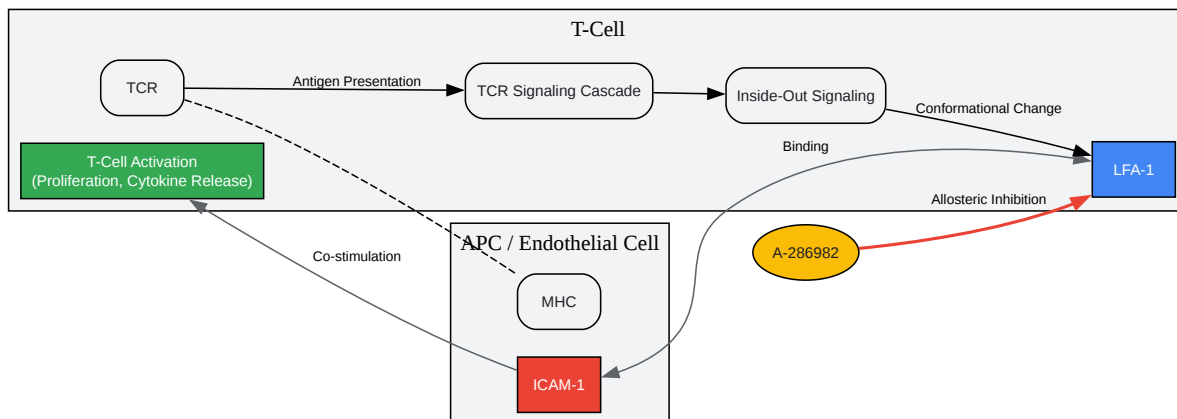 T-Cell
TCR
Antigen Presentation
TCR Signaling Cascade
Inside-Out Signaling
Conformational Change
T-Cell Activation
(Proliferation, Cytokine Release)
Binding
LFA-1
Allosteric Inhibition
APC / Endothelial Cell
Co-stimulation
A-286982
MHC
ICAM-1